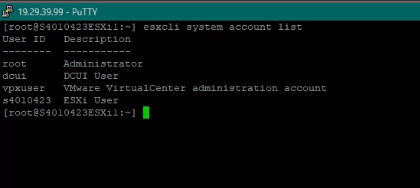 19.29.39.99 - PuTTY
[root@S4010423ESXi1:~] esxcli system account list
User ID   Description
--------  -----------
root      Administrator
dcui      DCUI User
vpxuser   VMware VirtualCenter administration account
s4010423  ESXi User
[root@S4010423ESXi1:~]